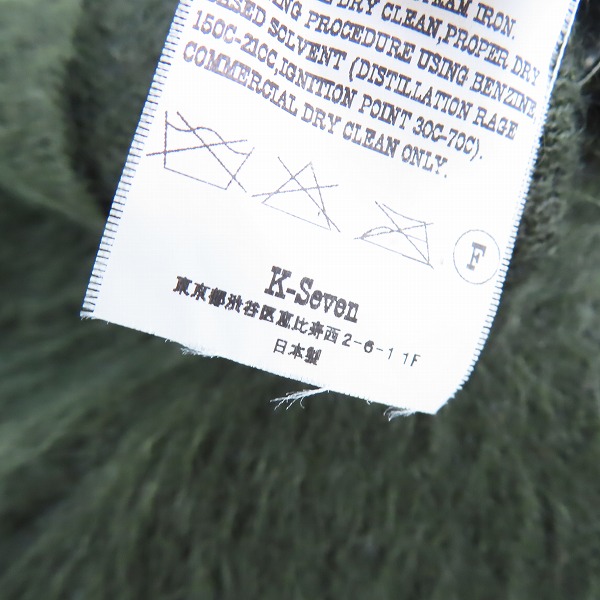 STEAM IRON.
DRY CLEAN, PROPER DRY
PROCEDURE USING BENZINE
BASED SOLVENT (DISTILLATION RAGE
150C-210C, IGNITION POINT 30C-70C).
COMMERCIAL DRY CLEAN ONLY.
F
K-Seven
東京都渋谷区恵比寿西2-6-1 1F
日本製